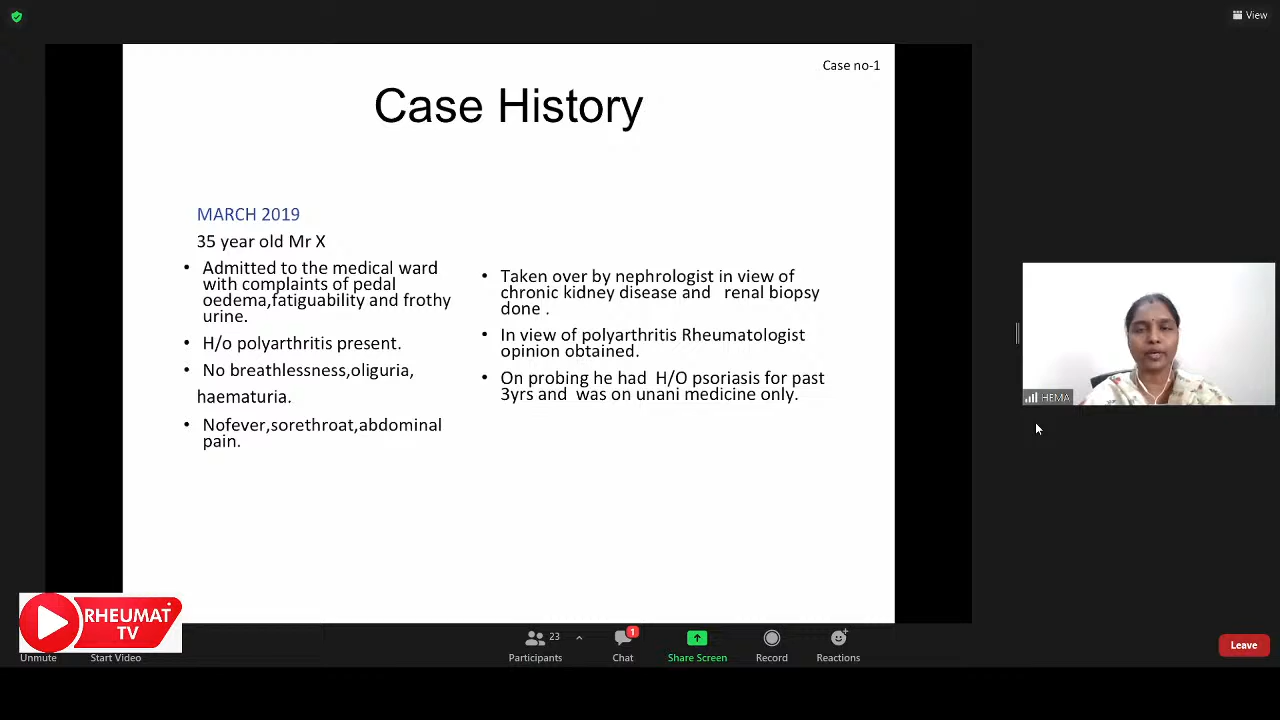 View
Case no-1
Case History
MARCH 2019
35 year old Mr X
• Admitted to the medical ward
with complaints of pedal
oedema,fatiguability and frothy
urine.
• H/o polyarthritis present.
• No breathlessness,oliguria,
haematuria.
• Nofever,sorethroat,abdominal
pain.
• Taken over by nephrologist in view of
chronic kidney disease and renal biopsy
done .
• In view of polyarthritis Rheumatologist
opinion obtained.
• On probing he had H/O psoriasis for past
3yrs and was on unani medicine only.
HEMA
RHEUMAT
TV
Unmute
Start Video
23
Participants
1
Chat
Share Screen
Record
Reactions
Leave